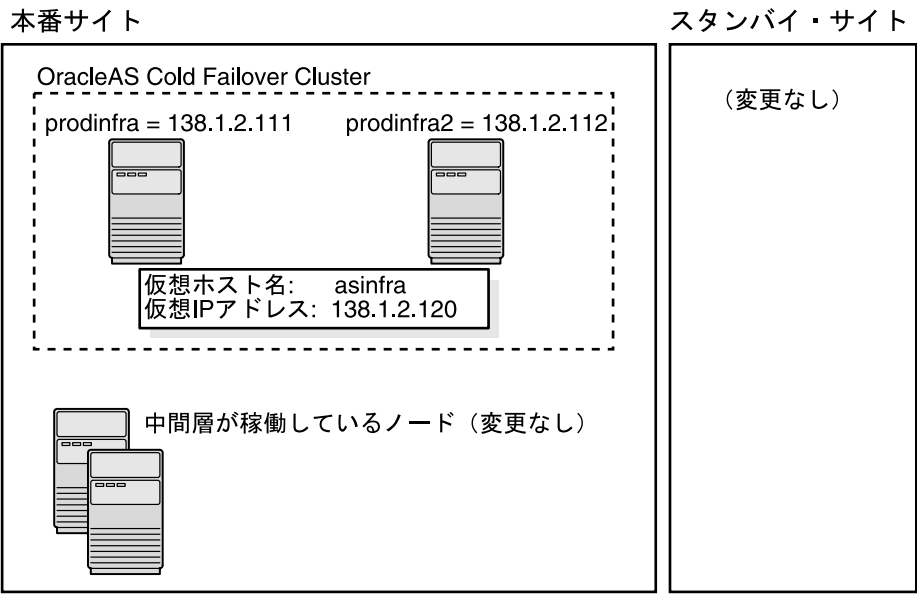 本番サイト
スタンバイ・サイト
OracleAS Cold Failover Cluster
（変更なし）
prodinfra = 138.1.2.111
prodinfra2 = 138.1.2.112
仮想ホスト名: asinfra
仮想IPアドレス: 138.1.2.120
中間層が稼働しているノード（変更なし）